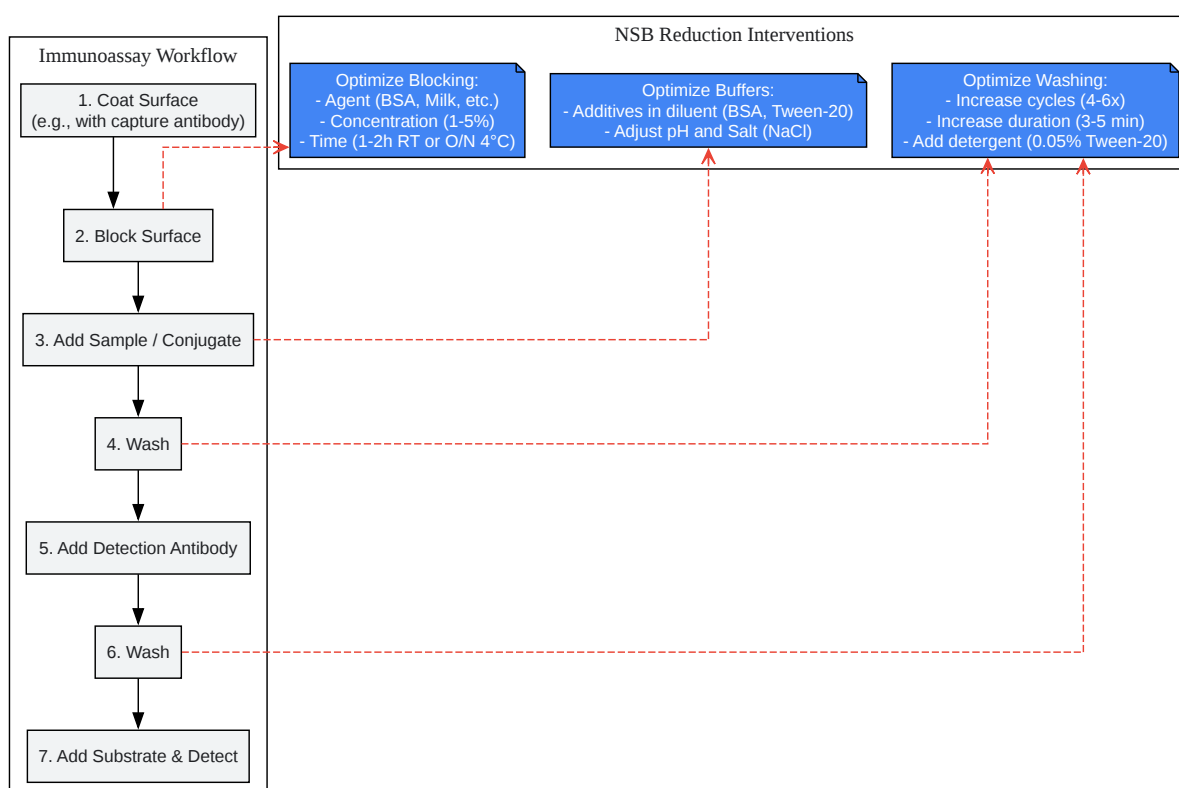 Immunoassay Workflow
1. Coat Surface
(e.g., with capture antibody)
2. Block Surface
3. Add Sample / Conjugate
4. Wash
5. Add Detection Antibody
6. Wash
7. Add Substrate & Detect
NSB Reduction Interventions
Optimize Blocking:
- Agent (BSA, Milk, etc.)
- Concentration (1-5%)
- Time (1-2h RT or O/N 4°C)
Optimize Buffers:
- Additives in diluent (BSA, Tween-20)
- Adjust pH and Salt (NaCl)
Optimize Washing:
- Increase cycles (4-6x)
- Increase duration (3-5 min)
- Add detergent (0.05% Tween-20)